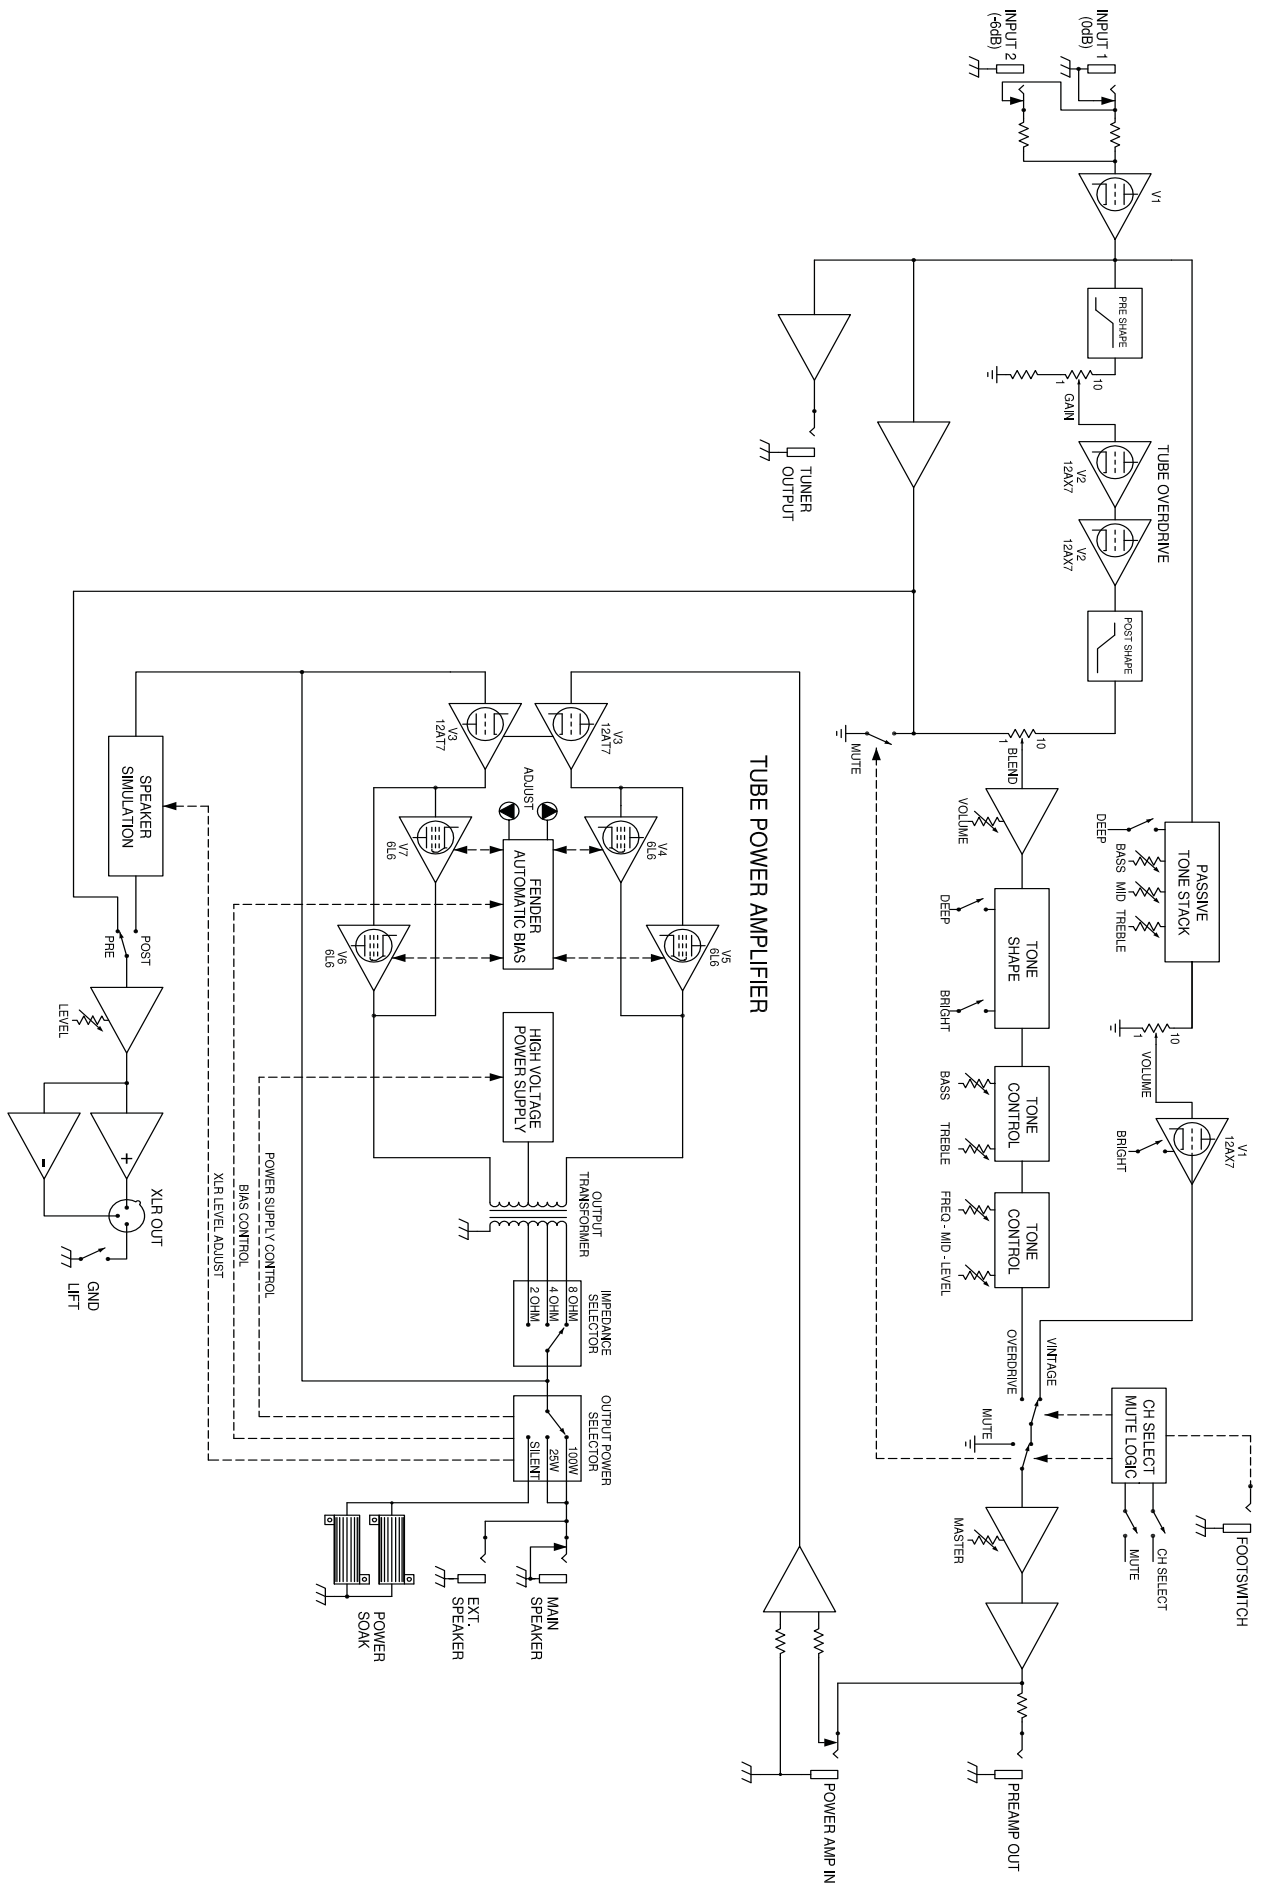 INPUT 1
(0dB)
INPUT 2
(-6dB)
V1
PRE SHAPE
10
1
GAIN
TUBE OVERDRIVE
V2
12AX7
V2
12AX7
POST SHAPE
TUNER
OUTPUT
10
1
BLEND
MUTE
VOLUME
PASSIVE
TONE STACK
DEEP
BASS
MID
TREBLE
10
1
VOLUME
V1
12AX7
BRIGHT
TONE
SHAPE
DEEP
BRIGHT
TONE
CONTROL
BASS
TREBLE
TONE
CONTROL
FREQ - MID - LEVEL
VINTAGE
OVERDRIVE
MUTE
CH SELECT
MUTE LOGIC
CH SELECT
MUTE
FOOTSWITCH
MASTER
PREAMP OUT
POWER AMP IN
TUBE POWER AMPLIFIER
V3
12AT7
V3
12AT7
ADJUST
V4
6L6
V7
6L6
FENDER
AUTOMATIC BIAS
V5
6L6
V6
6L6
HIGH VOLTAGE
POWER SUPPLY
OUTPUT
TRANSFORMER
IMPEDANCE
SELECTOR
8 OHM
4 OHM
2 OHM
OUTPUT POWER
SELECTOR
100W
25W
SILENT
MAIN
SPEAKER
EXT.
SPEAKER
POWER
SOAK
POWER SUPPLY CONTROL
BIAS CONTROL
XLR LEVEL ADJUST
SPEAKER
SIMULATION
POST
PRE
LEVEL
+
-
XLR OUT
GND
LIFT